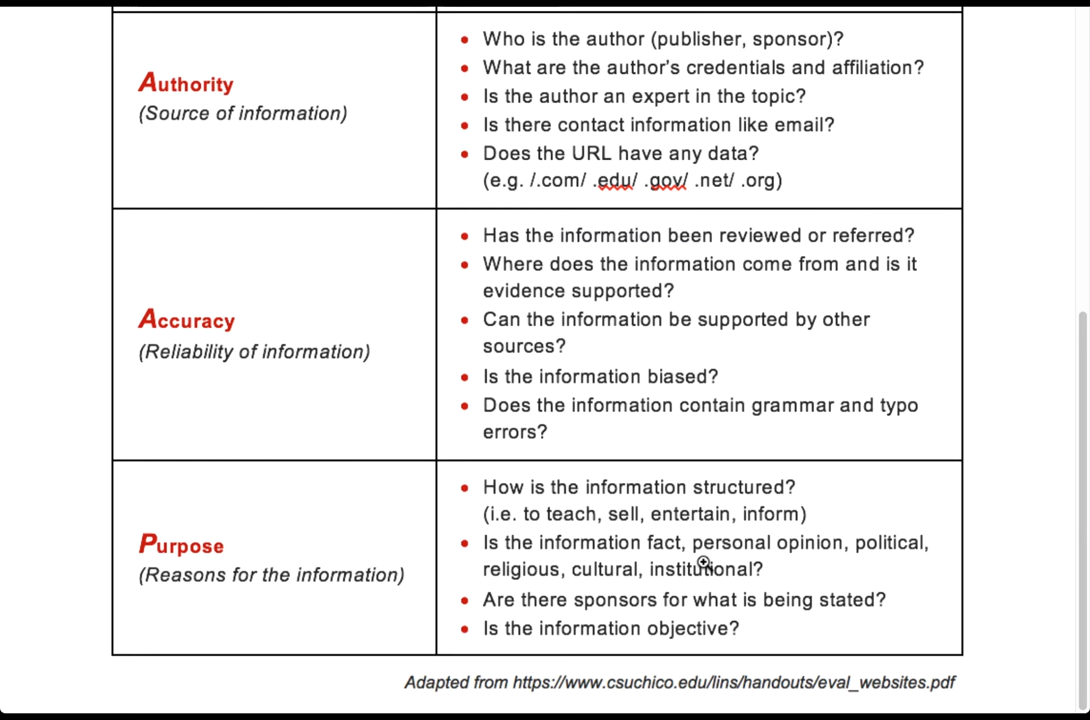 Authority
(Source of information)
Who is the author (publisher, sponsor)?
What are the author's credentials and affiliation?
Is the author an expert in the topic?
Is there contact information like email?
Does the URL have any data?
(e.g. /.com/ .edu/ .gov/ .net/ .org)
Accuracy
(Reliability of information)
Has the information been reviewed or referred?
Where does the information come from and is it
evidence supported?
Can the information be supported by other
sources?
Is the information biased?
Does the information contain grammar and typo
errors?
Purpose
(Reasons for the information)
How is the information structured?
(i.e. to teach, sell, entertain, inform)
Is the information fact, personal opinion, political,
religious, cultural, institutional?
Are there sponsors for what is being stated?
Is the information objective?
Adapted from https://www.csuchico.edu/lins/handouts/eval_websites.pdf